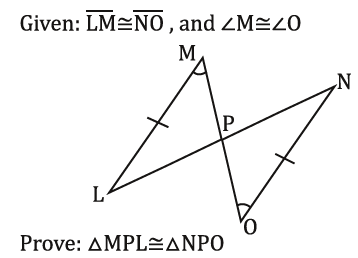 Given: L̅M̅≅N̅O̅, and ∠M≅∠O
M
N
P
L
O
Prove: △MPL≅△NPO